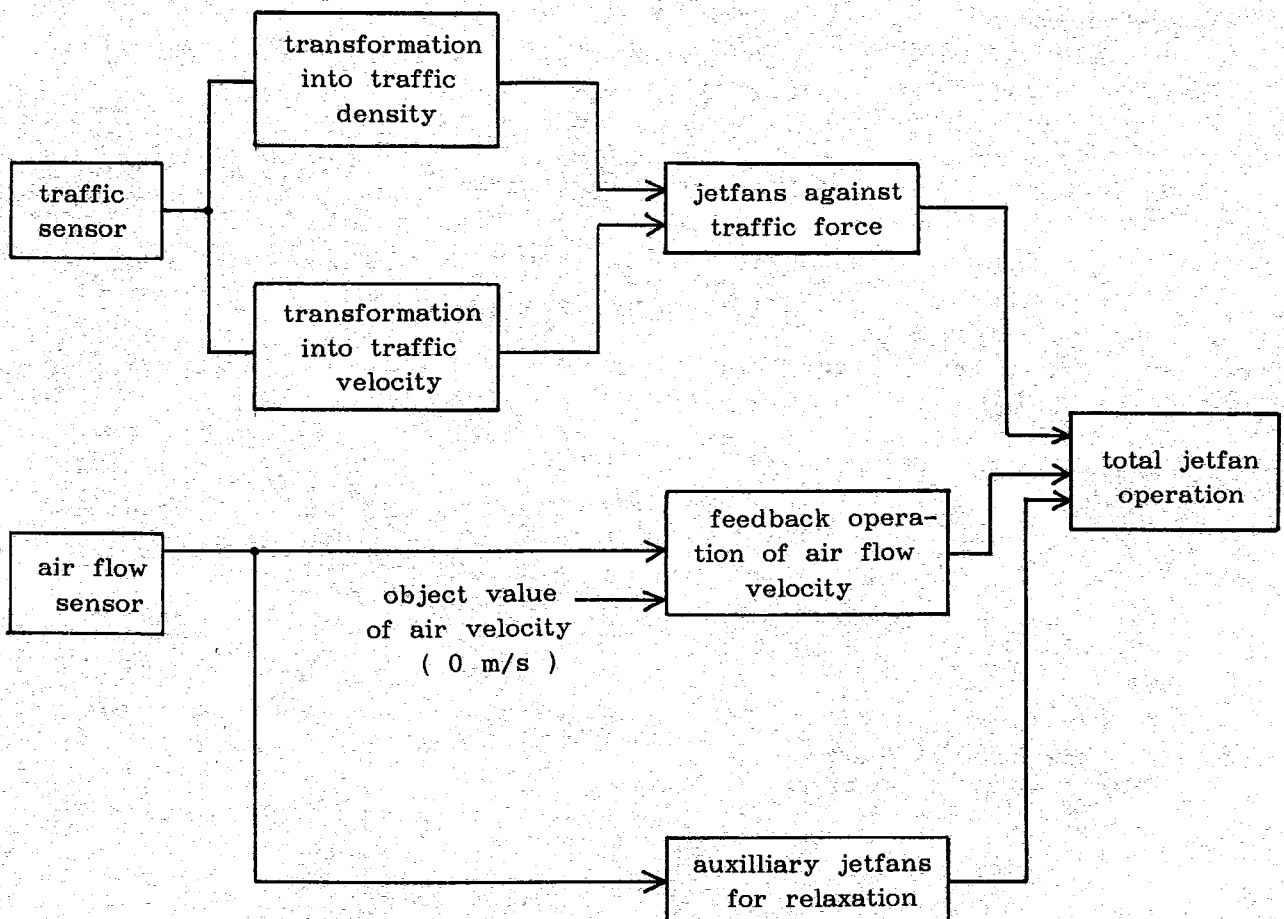 transformation
into traffic
density
traffic
sensor
jetfans against
traffic force
transformation
into traffic
velocity
total jetfan
operation
feedback opera-
tion of air flow
velocity
air flow
sensor
object value
of air velocity
( 0 m/s )
auxilliary jetfans
for relaxation